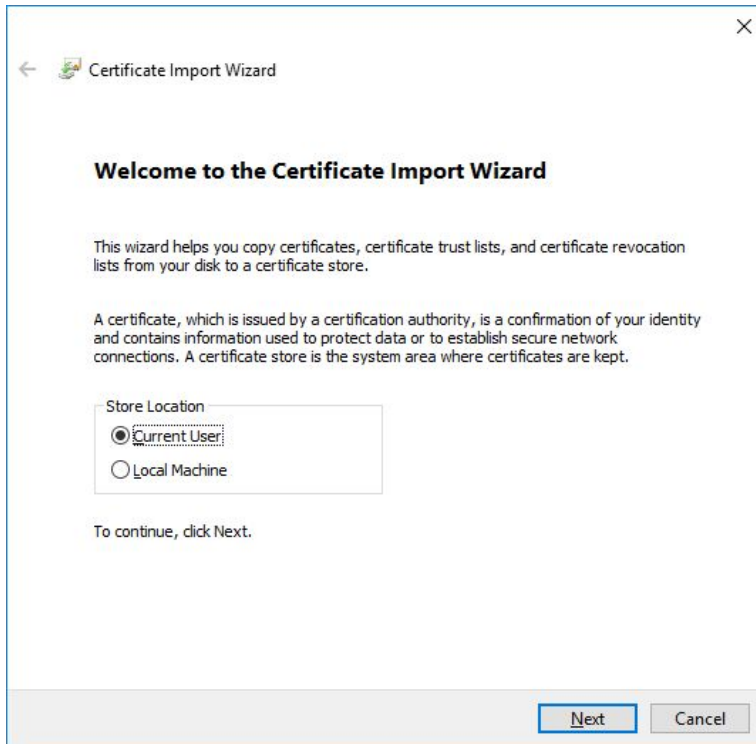 Certificate Import Wizard
Welcome to the Certificate Import Wizard
This wizard helps you copy certificates, certificate trust lists, and certificate revocation
lists from your disk to a certificate store.
A certificate, which is issued by a certification authority, is a confirmation of your identity
and contains information used to protect data or to establish secure network
connections. A certificate store is the system area where certificates are kept.
Store Location
Current User
Local Machine
To continue, click Next.
Next
Cancel